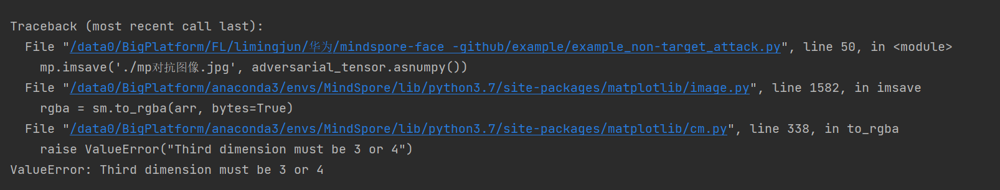 Traceback (most recent call last):
  File "/data0/BigPlatform/FL/limingjun/华为/mindspore-face -github/example/example_non-target_attack.py", line 50, in <module>
    mp.imsave('./mp对抗图像.jpg', adversarial_tensor.asnumpy())
  File "/data0/BigPlatform/anaconda3/envs/MindSpore/lib/python3.7/site-packages/matplotlib/image.py", line 1582, in imsave
    rgba = sm.to_rgba(arr, bytes=True)
  File "/data0/BigPlatform/anaconda3/envs/MindSpore/lib/python3.7/site-packages/matplotlib/cm.py", line 338, in to_rgba
    raise ValueError("Third dimension must be 3 or 4")
ValueError: Third dimension must be 3 or 4